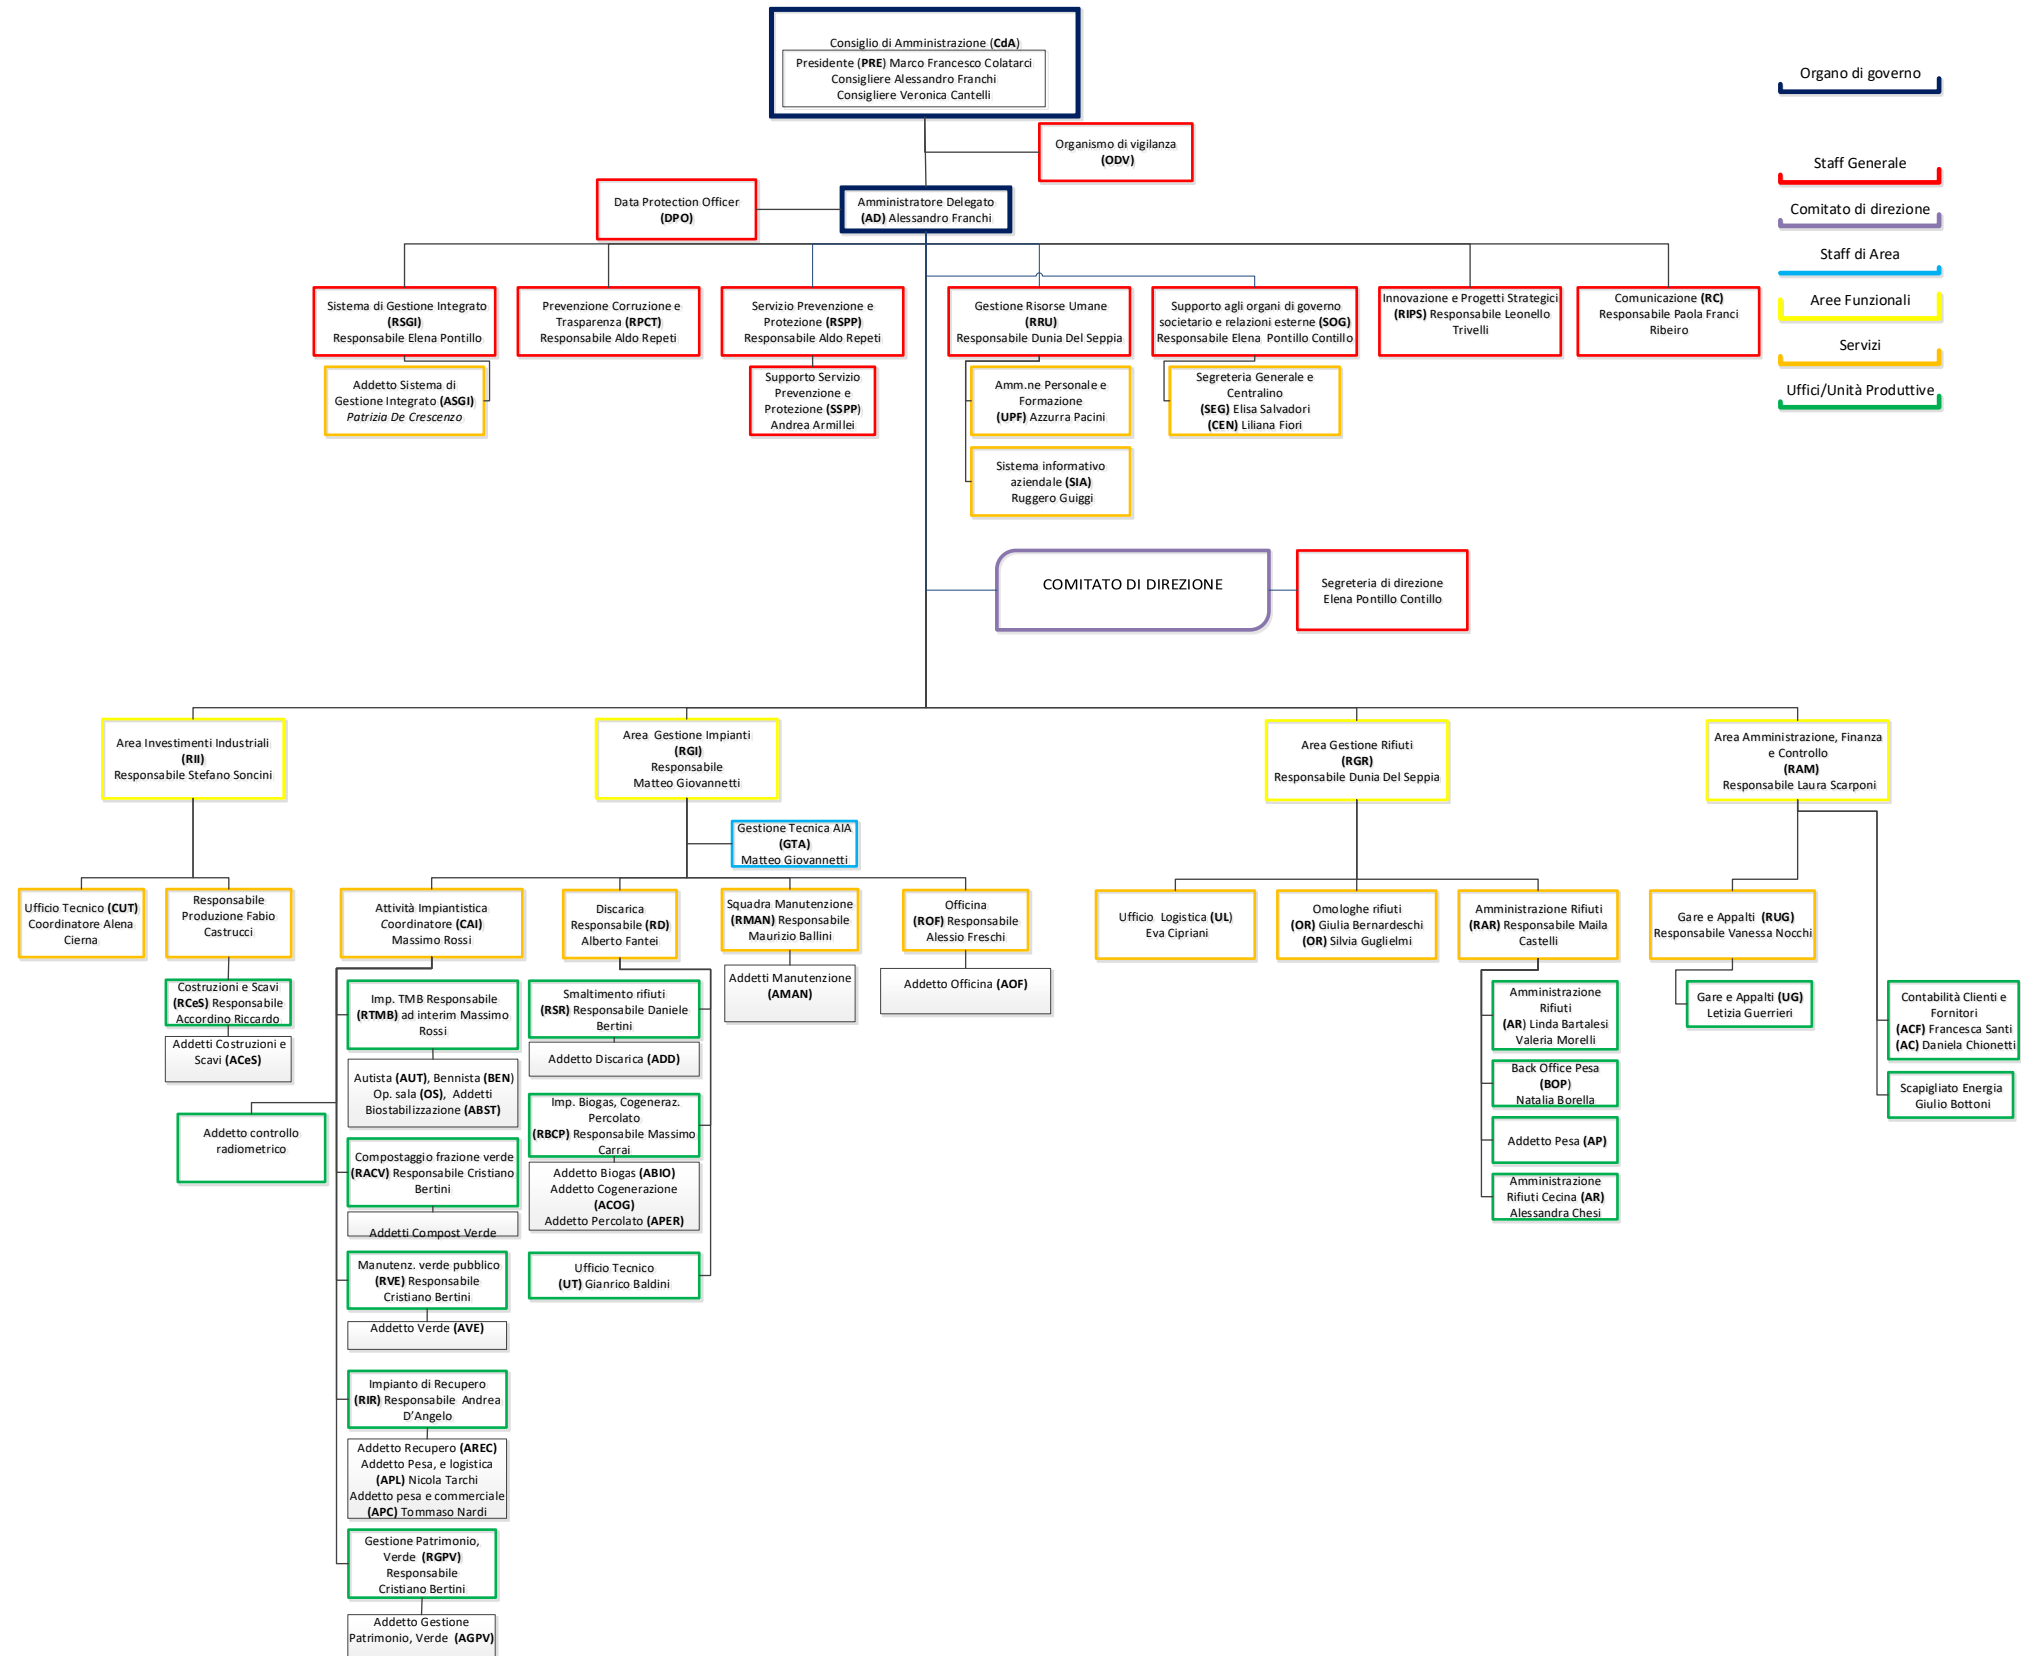 Consiglio di Amministrazione (CdA)
Presidente (PRE) Marco Francesco Colatarci
Consigliere Alessandro Franchi
Consigliere Veronica Cantelli
Organismo di vigilanza
(ODV)
Data Protection Officer
(DPO)
Amministratore Delegato
(AD) Alessandro Franchi
Organo di governo
Staff Generale
Comitato di direzione
Staff di Area
Aree Funzionali
Servizi
Uffici/Unità Produttive
Sistema di Gestione Integrato
(RSGI)
Responsabile Elena Pontillo
Prevenzione Corruzione e
Trasparenza (RPCT)
Responsabile Aldo Repeti
Servizio Prevenzione e
Protezione (RSPP)
Responsabile Aldo Repeti
Gestione Risorse Umane
(RRU)
Responsabile Dunia Del Seppia
Supporto agli organi di governo
societario e relazioni esterne (SOG)
Responsabile Elena  Pontillo Contillo
Innovazione e Progetti Strategici
(RIPS) Responsabile Leonello
Trivelli
Comunicazione (RC)
Responsabile Paola Franci
Ribeiro
Addetto Sistema di
Gestione Integrato (ASGI)
Patrizia De Crescenzo
Supporto Servizio
Prevenzione e
Protezione (SSPP)
Andrea Armillei
Amm.ne Personale e
Formazione
(UPF) Azzurra Pacini
Segreteria Generale e
Centralino
(SEG) Elisa Salvadori
(CEN) Liliana Fiori
Sistema informativo
aziendale (SIA)
Ruggero Guiggi
COMITATO DI DIREZIONE
Segreteria di direzione
Elena Pontillo Contillo
Area Investimenti Industriali
(RII)
Responsabile Stefano Soncini
Area  Gestione Impianti
(RGI)
Responsabile
Matteo Giovannetti
Area Gestione Rifiuti
(RGR)
Responsabile Dunia Del Seppia
Area Amministrazione, Finanza
e Controllo
(RAM)
Responsabile Laura Scarponi
Gestione Tecnica AIA
(GTA)
Matteo Giovannetti
Ufficio Tecnico (CUT)
Coordinatore Alena
Cierna
Responsabile
Produzione Fabio
Castrucci
Attività Impiantistica
Coordinatore (CAI)
Massimo Rossi
Discarica
Responsabile (RD)
Alberto Fantei
Squadra Manutenzione
(RMAN) Responsabile
Maurizio Ballini
Officina
(ROF) Responsabile
Alessio Freschi
Ufficio  Logistica (UL)
Eva Cipriani
Omologhe rifiuti
(OR) Giulia Bernardeschi
(OR) Silvia Guglielmi
Amministrazione Rifiuti
(RAR) Responsabile Maila
Castelli
Gare e Appalti  (RUG)
Responsabile Vanessa Nocchi
Costruzioni e Scavi
(RCeS) Responsabile
Accordino Riccardo
Addetti Costruzioni e
Scavi (ACeS)
Addetto controllo
radiometrico
Imp. TMB Responsabile
(RTMB) ad interim Massimo
Rossi
Autista (AUT), Bennista (BEN)
Op. sala (OS),  Addetti
Biostabilizzazione (ABST)
Compostaggio frazione verde
(RACV) Responsabile Cristiano
Bertini
Addetti Compost Verde
Manutenz. verde pubblico
(RVE) Responsabile
Cristiano Bertini
Addetto Verde (AVE)
Impianto di Recupero
(RIR) Responsabile  Andrea
D’Angelo
Addetto Recupero (AREC)
Addetto Pesa, e logistica
(APL) Nicola Tarchi
Addetto pesa e commerciale
(APC) Tommaso Nardi
Gestione Patrimonio,
Verde  (RGPV)
Responsabile
Cristiano Bertini
Addetto Gestione
Patrimonio, Verde  (AGPV)
Smaltimento rifiuti
(RSR) Responsabile Daniele
Bertini
Addetto Discarica (ADD)
Imp. Biogas, Cogeneraz.
Percolato
(RBCP) Responsabile Massimo
Carrai
Addetto Biogas (ABIO)
Addetto Cogenerazione
(ACOG)
Addetto Percolato (APER)
Ufficio Tecnico
(UT) Gianrico Baldini
Addetti Manutenzione
(AMAN)
Addetto Officina (AOF)
Amministrazione
Rifiuti
(AR) Linda Bartalesi
Valeria Morelli
Back Office Pesa
(BOP)
Natalia Borella
Addetto Pesa (AP)
Amministrazione
Rifiuti Cecina (AR)
Alessandra Chesi
Gare e Appalti (UG)
Letizia Guerrieri
Contabilità Clienti e
Fornitori
(ACF) Francesca Santi
(AC) Daniela Chionetti
Scapigliato Energia
Giulio Bottoni